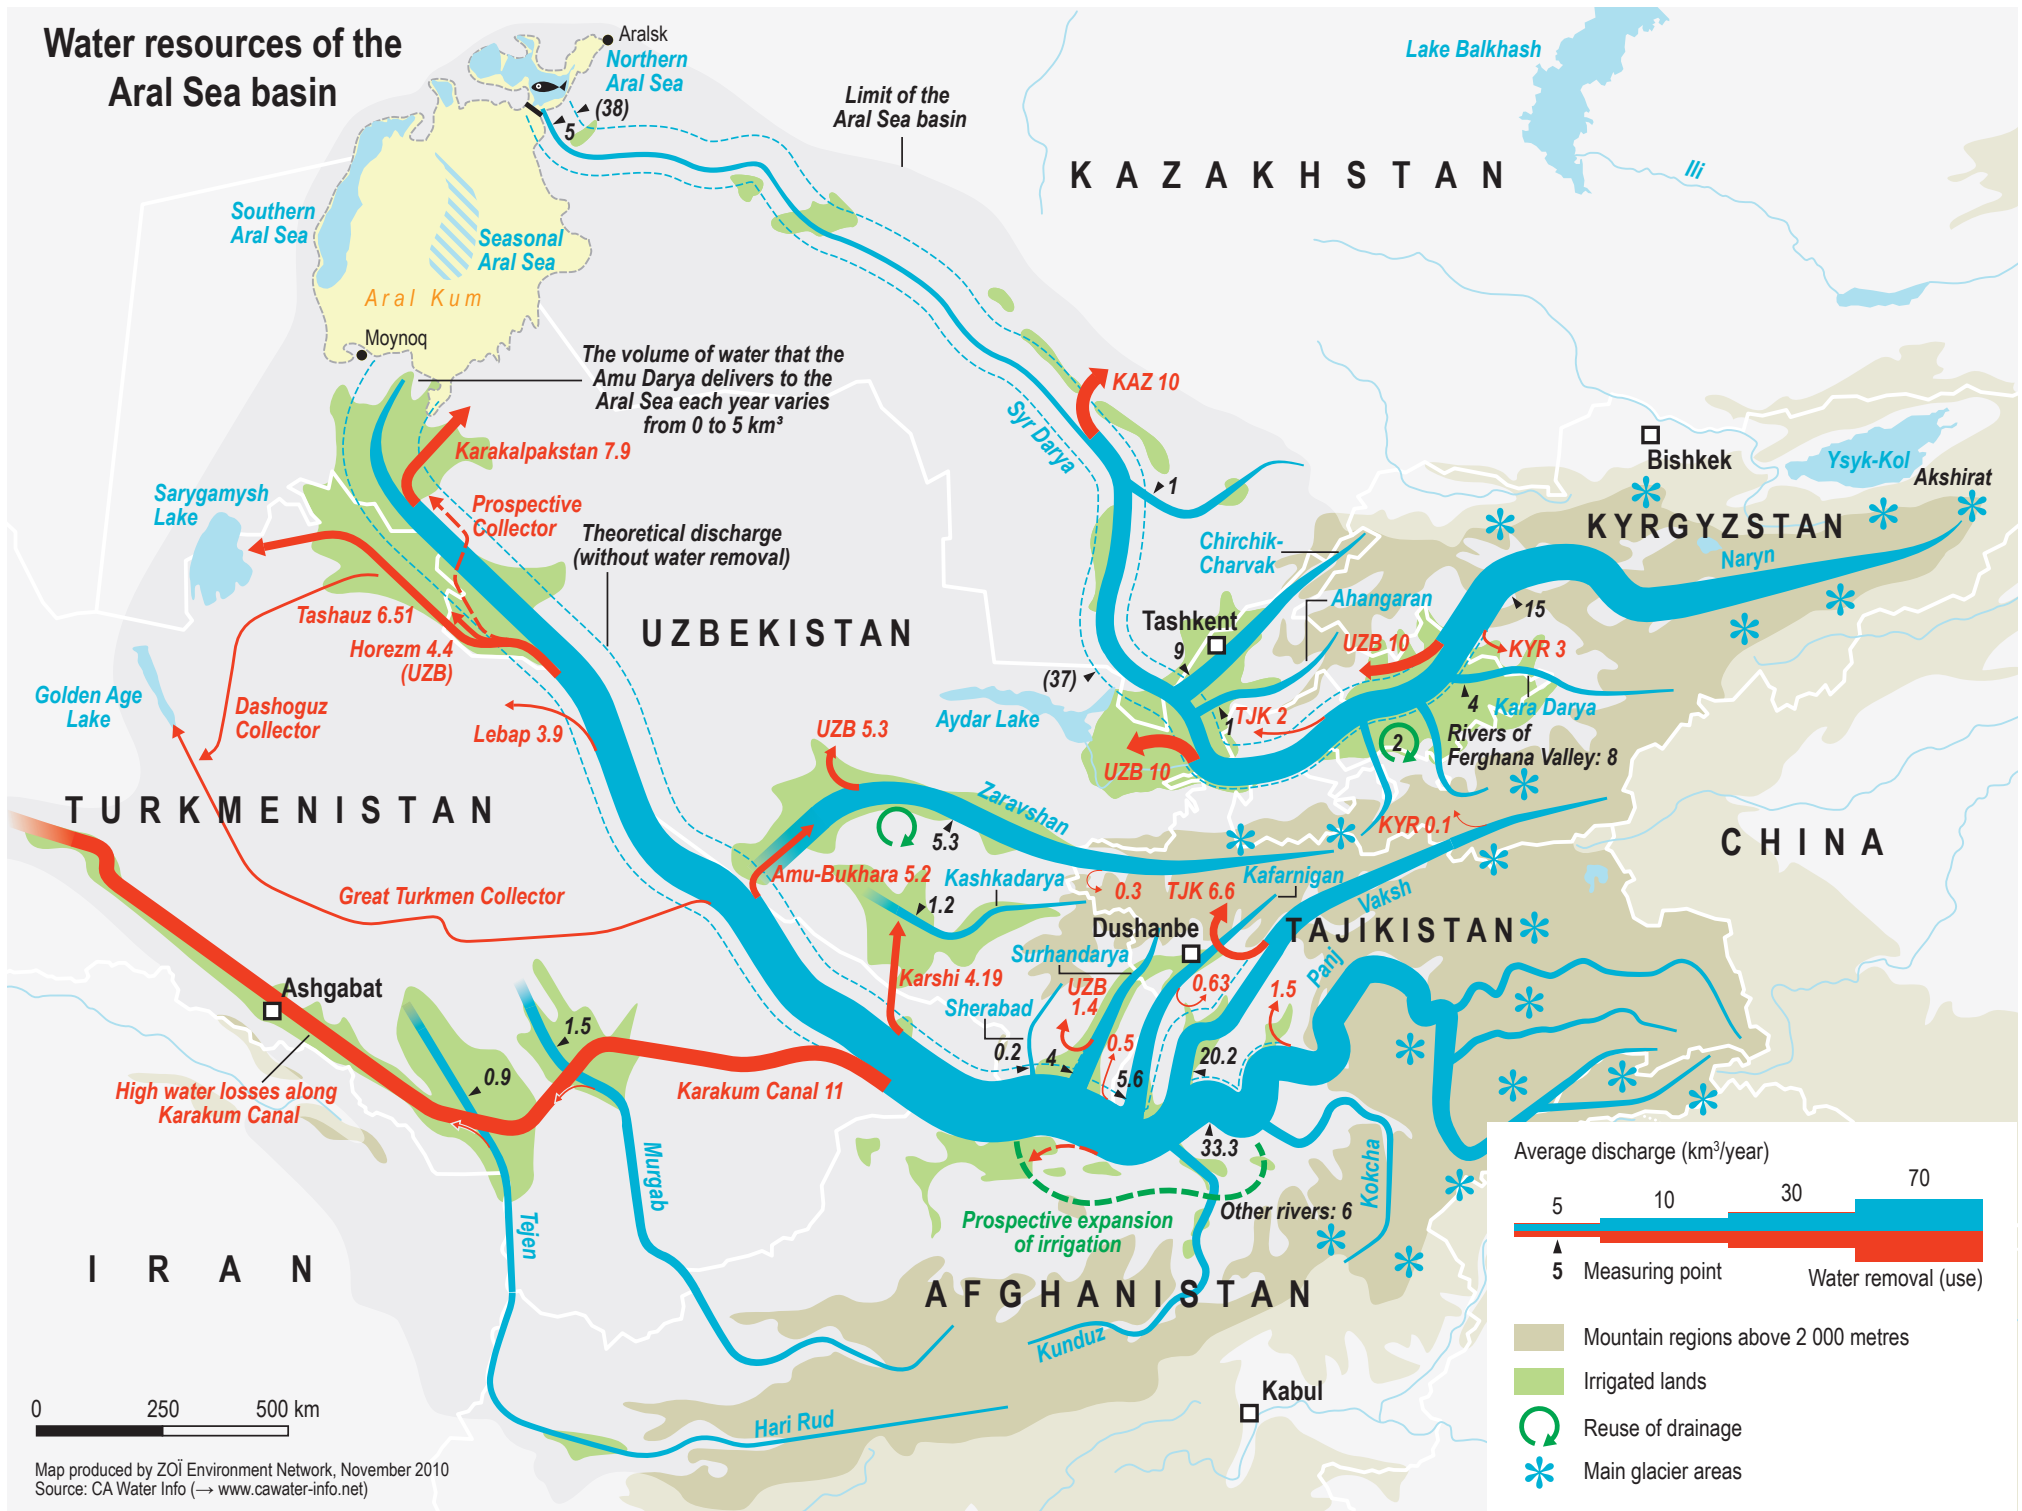 Water resources of the
Aral Sea basin
Aralsk
Northern
Aral Sea
(38)
5
Limit of the
Aral Sea basin
Lake Balkhash
Ili
KAZAKHSTAN
Southern
Aral Sea
Seasonal
Aral Sea
Aral Kum
Moynoq
The volume of water that the
Amu Darya delivers to the
Aral Sea each year varies
from 0 to 5 km³
KAZ 10
Syr Darya
1
Karakalpakstan 7.9
Sarygamysh
Lake
Prospective
Collector
Theoretical discharge
(without water removal)
Bishkek
Ysyk-Kol
Akshirat
KYRGYZSTAN
Naryn
Chirchik-
Charvak
Ahangaran
Tashkent
9
15
UZB 10
KYR 3
Tashauz 6.51
Horezm 4.4
(UZB)
UZBEKISTAN
(37)
4
Kara Darya
Golden Age
Lake
Dashoguz
Collector
Lebap 3.9
Aydar Lake
1
TJK 2
2
Rivers of
Ferghana Valley: 8
UZB 5.3
UZB 10
TURKMENISTAN
Zaravshan
5.3
KYR 0.1
CHINA
Amu-Bukhara 5.2
Kashkadarya
1.2
0.3
TJK 6.6
Kafarnigan
Vaksh
Great Turkmen Collector
Dushanbe
TAJIKISTAN
Surhandarya
Panj
Ashgabat
Karshi 4.19
UZB
1.4
0.63
1.5
Sherabad
0.2
4
0.5
20.2
1.5
0.9
5.6
High water losses along
Karakum Canal
Karakum Canal 11
33.3
Murgab
Tejen
Kokcha
Other rivers: 6
Prospective expansion
of irrigation
IRAN
AFGHANISTAN
Kunduz
Kabul
Hari Rud
0
250
500 km
Map produced by ZOÏ Environment Network, November 2010
Source: CA Water Info (→ www.cawater-info.net)
Average discharge (km³/year)
5
10
30
70
5
Measuring point
Water removal (use)
Mountain regions above 2 000 metres
Irrigated lands
Reuse of drainage
Main glacier areas